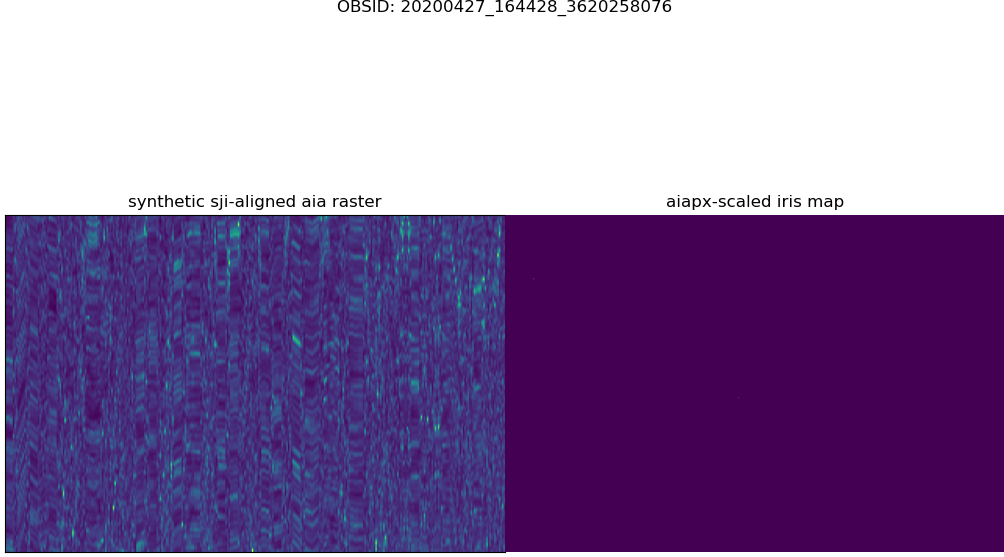 OBSID: 20200427_164428_3620258076
synthetic sji-aligned aia raster
aiapx-scaled iris map